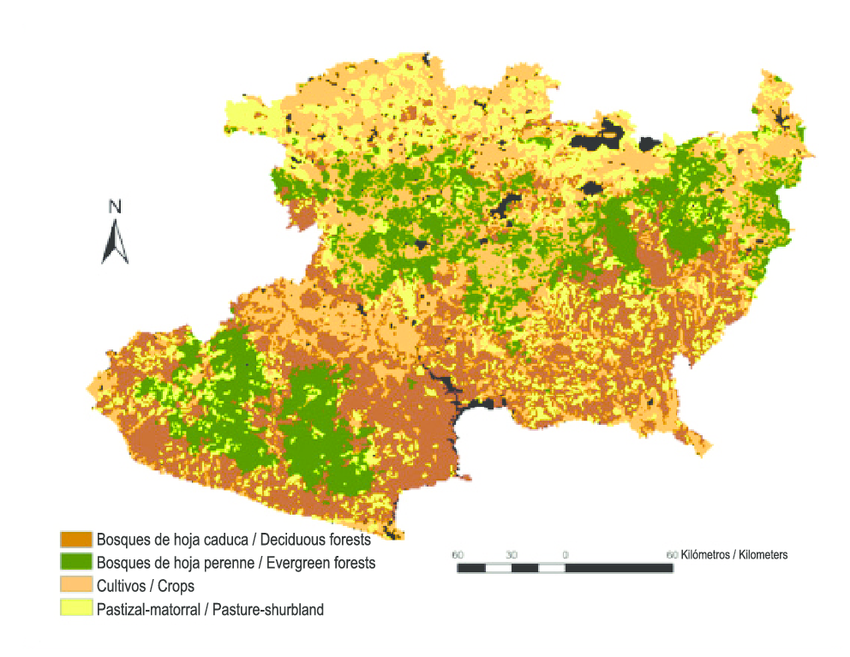 N
Bosques de hoja caduca / Deciduous forests
Bosques de hoja perenne / Evergreen forests
Cultivos / Crops
Pastizal-matorral / Pasture-shurbland
60 30 0 60 Kilómetros / Kilometers